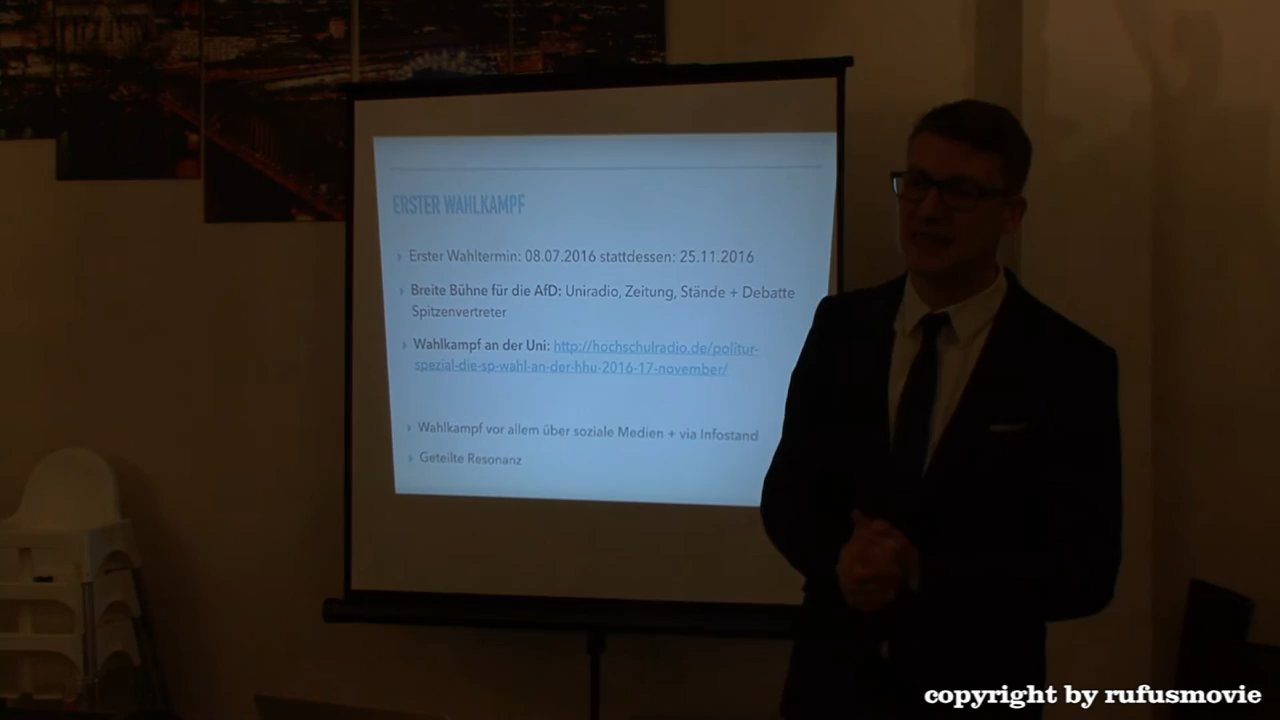 ERSTER WAHLKAMPF
Erster Wahltermin: 08.07.2016 stattdessen: 25.11.2016
Breite Bühne für die AfD: Uniradio, Zeitung, Stände + Debatte
Spitzenvertreter
Wahlkampf an der Uni: http://hochschulradio.de/politur-
spezial-die-sp-wahl-an-der-hhu-2016-17-november/
Wahlkampf vor allem über soziale Medien + via Infostand
Geteilte Resonanz
copyright by rufusmovie